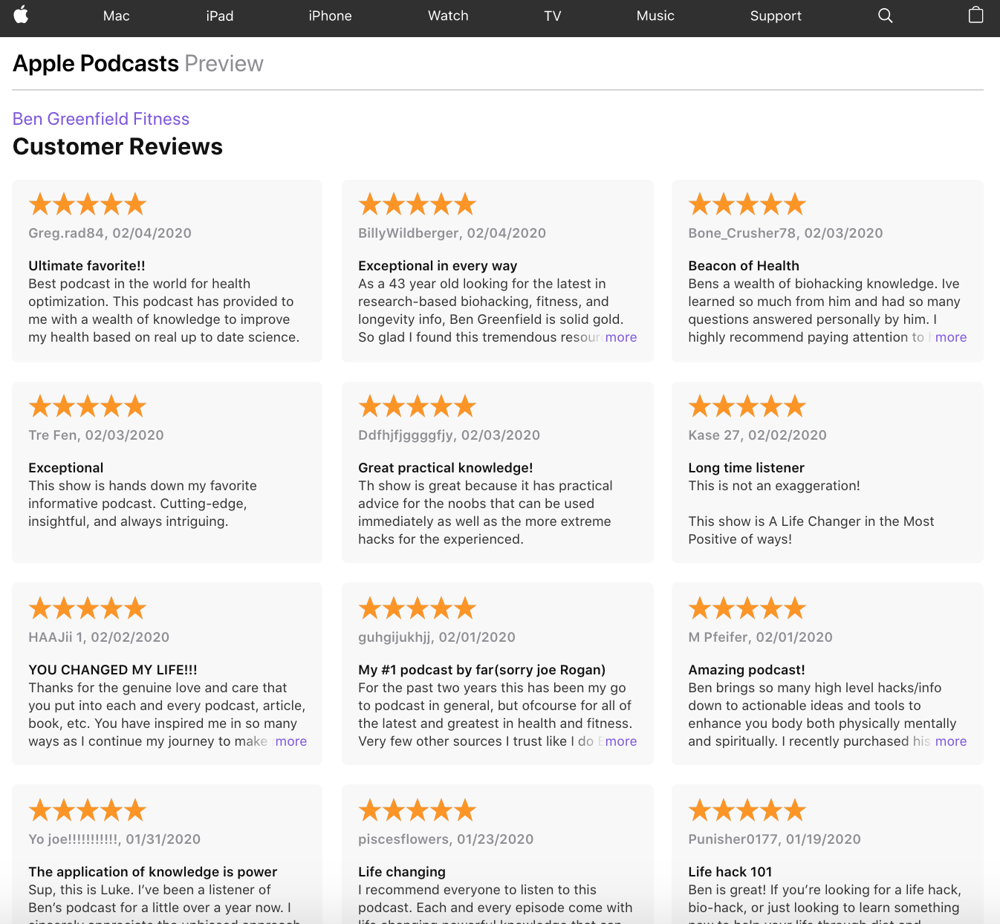 Mac iPad iPhone Watch TV Music Support
Apple Podcasts Preview
Ben Greenfield Fitness
Customer Reviews
Greg.rad84, 02/04/2020
Ultimate favorite!!
Best podcast in the world for health
optimization. This podcast has provided to
me with a wealth of knowledge to improve
my health based on real up to date science.
BillyWildberger, 02/04/2020
Exceptional in every way
As a 43 year old looking for the latest in
research-based biohacking, fitness, and
longevity info, Ben Greenfield is solid gold.
So glad I found this tremendous resour more
Bone_Crusher78, 02/03/2020
Beacon of Health
Bens a wealth of biohacking knowledge. Ive
learned so much from him and had so many
questions answered personally by him. I
highly recommend paying attention to more
Tre Fen, 02/03/2020
Exceptional
This show is hands down my favorite
informative podcast. Cutting-edge,
insightful, and always intriguing.
Ddfhjfjggggfjy, 02/03/2020
Great practical knowledge!
Th show is great because it has practical
advice for the noobs that can be used
immediately as well as the more extreme
hacks for the experienced.
Kase 27, 02/02/2020
Long time listener
This is not an exaggeration!
This show is A Life Changer in the Most
Positive of ways!
HAAJii 1, 02/02/2020
YOU CHANGED MY LIFE!!!
Thanks for the genuine love and care that
you put into each and every podcast, article,
book, etc. You have inspired me in so many
ways as I continue my journey to make more
guhgijukhjj, 02/01/2020
My #1 podcast by far(sorry joe Rogan)
For the past two years this has been my go
to podcast in general, but ofcourse for all of
the latest and greatest in health and fitness.
Very few other sources I trust like I do more
M Pfeifer, 02/01/2020
Amazing podcast!
Ben brings so many high level hacks/info
down to actionable ideas and tools to
enhance you body both physically mentally
and spiritually. I recently purchased his more
Yo joe!!!!!!!!!!!, 01/31/2020
The application of knowledge is power
Sup, this is Luke. I've been a listener of
Ben's podcast for a little over a year now. I
sincerely appreciate the unbiased approach
piscesflowers, 01/23/2020
Life changing
I recommend everyone to listen to this
podcast. Each and every episode come with
life changing powerful knowledge that can
Punisher0177, 01/19/2020
Life hack 101
Ben is great! If you're looking for a life hack,
bio-hack, or just looking to learn something
new to help your life through diet and